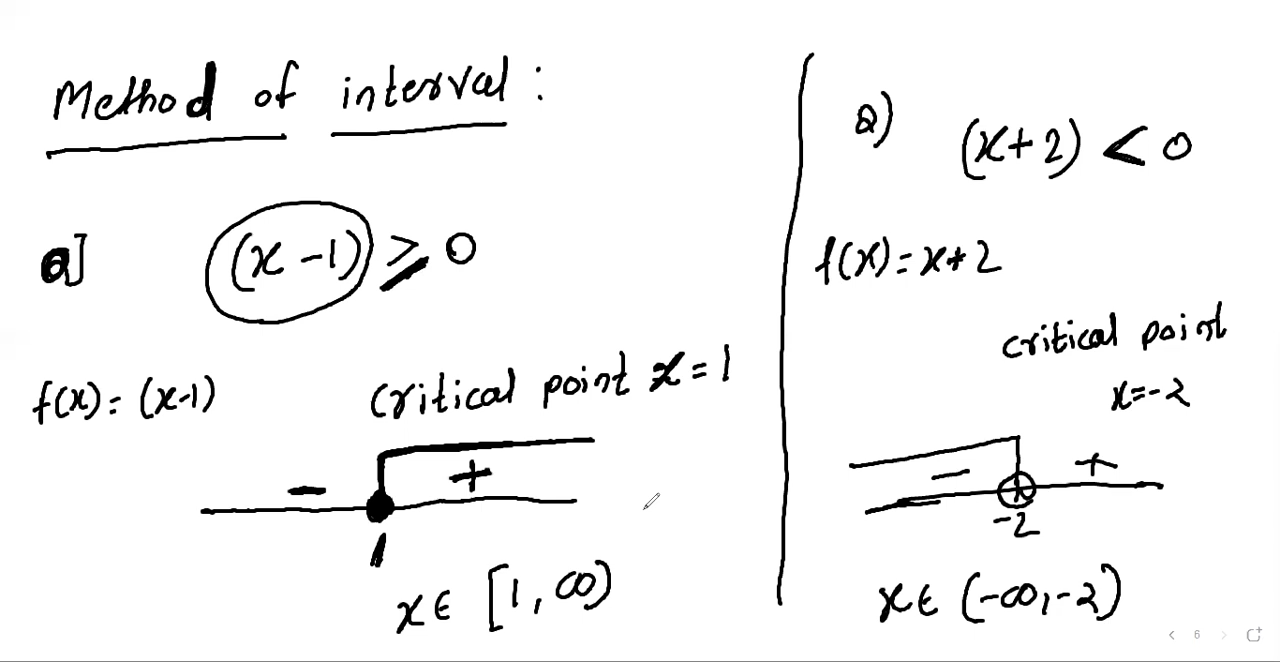 Method of interval:
Q] (x-1) ≥ 0
f(x) = (x-1)
critical point x = 1
- +
1
x ∈ [1, ∞)
Q) (x+2) < 0
f(x) = x+2
critical point
x = -2
- +
-2
x ∈ (-∞, -2)
6